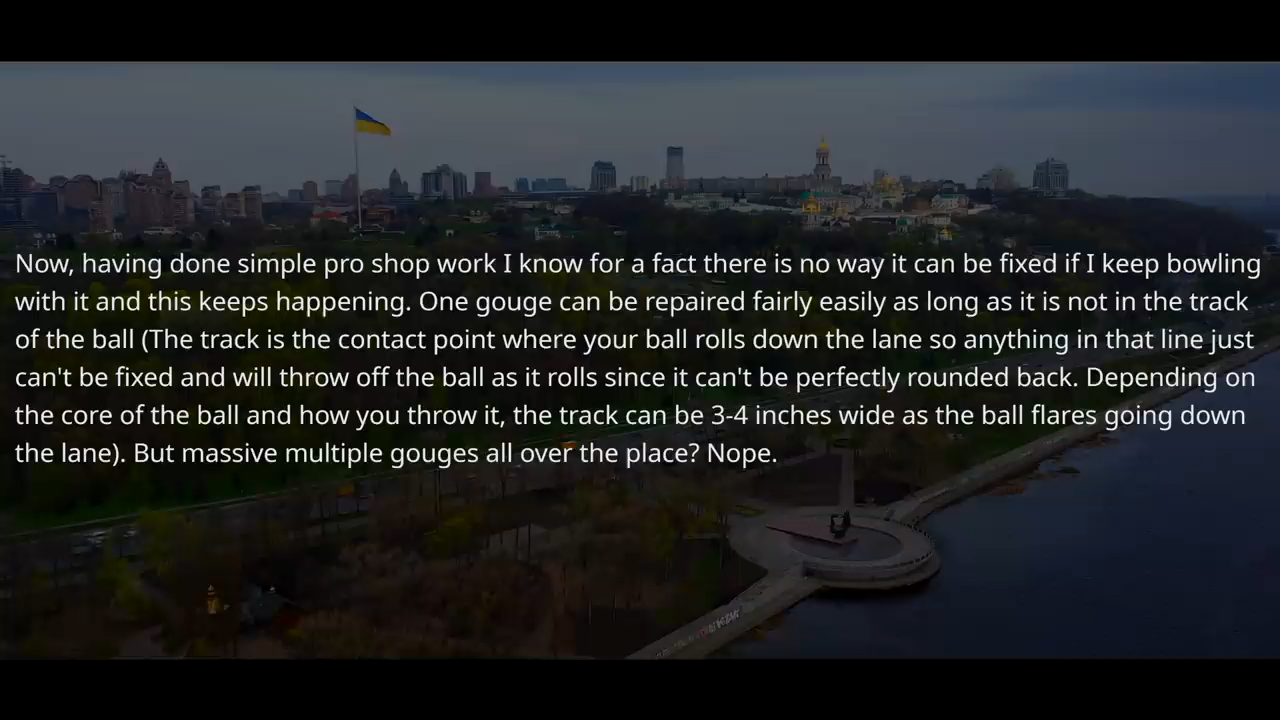 Now, having done simple pro shop work I know for a fact there is no way it can be fixed if I keep bowling
with it and this keeps happening. One gouge can be repaired fairly easily as long as it is not in the track
of the ball (The track is the contact point where your ball rolls down the lane so anything in that line just
can't be fixed and will throw off the ball as it rolls since it can't be perfectly rounded back. Depending on
the core of the ball and how you throw it, the track can be 3-4 inches wide as the ball flares going down
the lane). But massive multiple gouges all over the place? Nope.